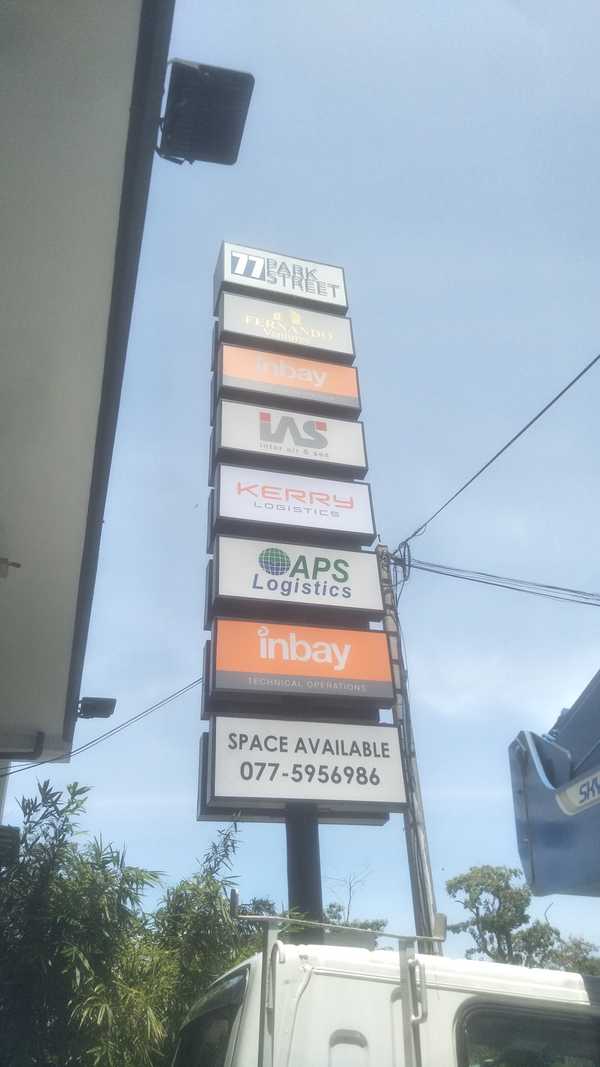 77 PARK
STREET
FERNANDO
inbay
IAS
inter air & sea
KERRY
LOGISTICS
APS
Logistics
inbay
TECHNICAL OPERATIONS
SPACE AVAILABLE
077-5956986
SKY